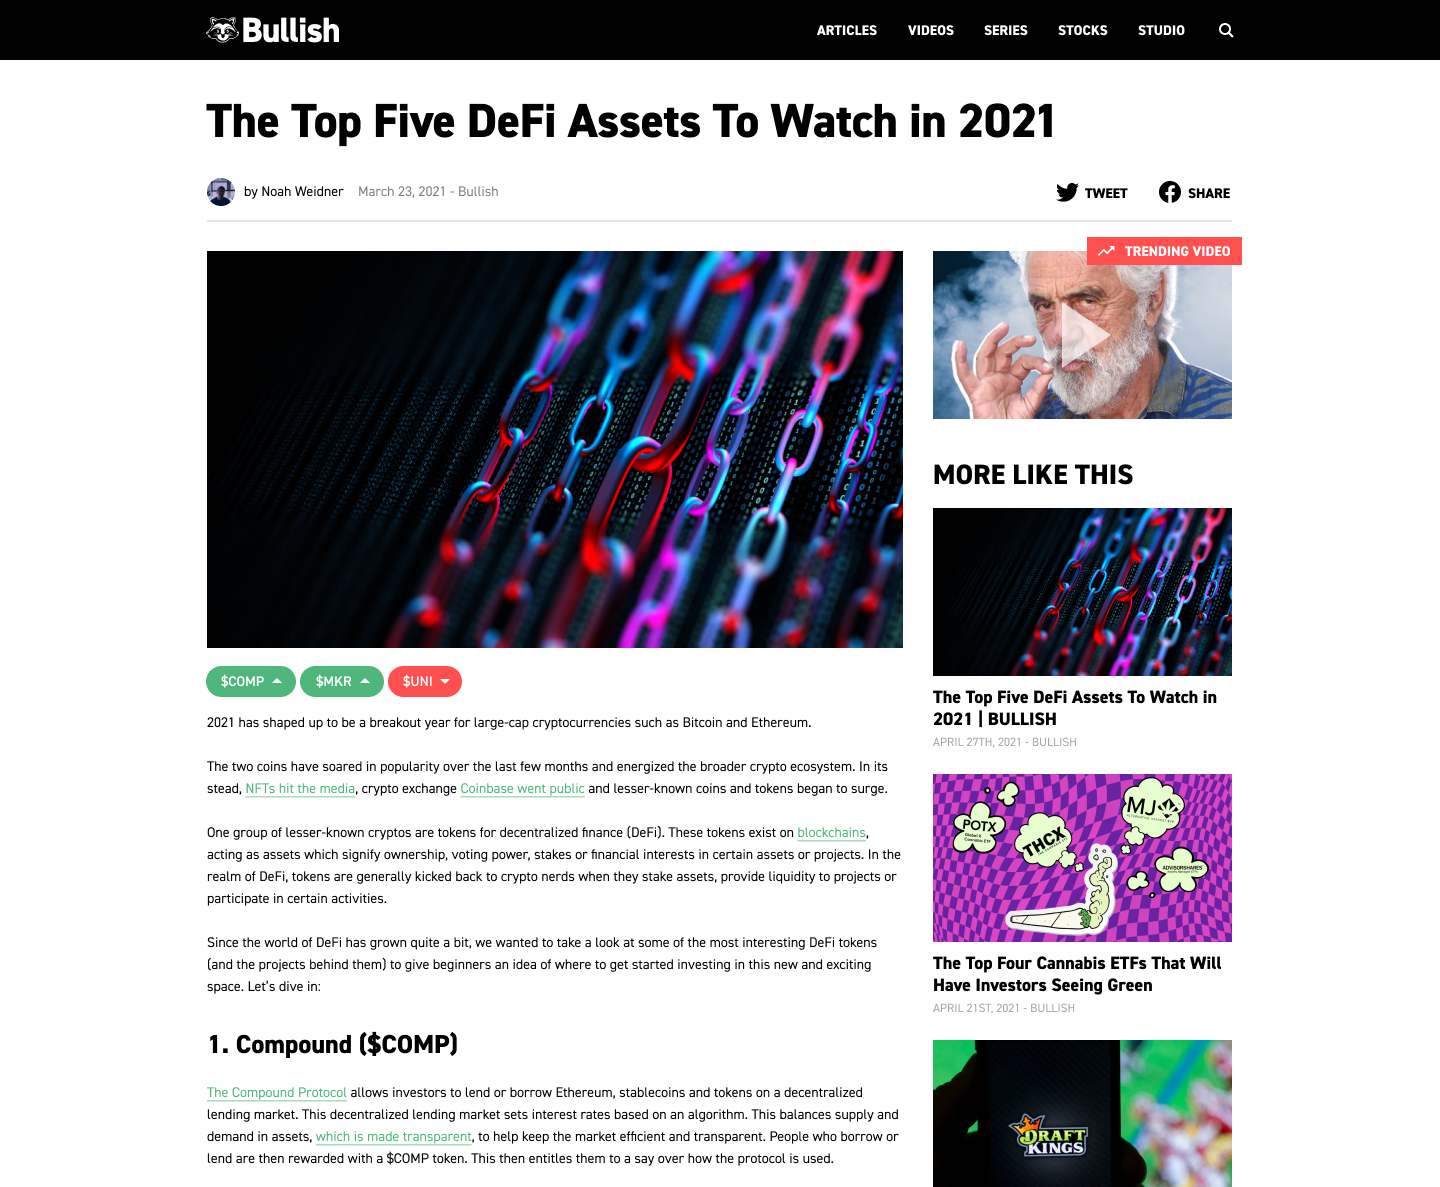 Bullish
ARTICLES
VIDEOS
SERIES
STOCKS
STUDIO
The Top Five DeFi Assets To Watch in 2021
by Noah Weidner
March 23, 2021 - Bullish
TWEET
SHARE
TRENDING VIDEO
$COMP
$MKR
$UNI
2021 has shaped up to be a breakout year for large-cap cryptocurrencies such as Bitcoin and Ethereum.
The two coins have soared in popularity over the last few months and energized the broader crypto ecosystem. In its
stead, NFTs hit the media, crypto exchange Coinbase went public and lesser-known coins and tokens began to surge.
One group of lesser-known cryptos are tokens for decentralized finance (DeFi). These tokens exist on blockchains,
acting as assets which signify ownership, voting power, stakes or financial interests in certain assets or projects. In the
realm of DeFi, tokens are generally kicked back to crypto nerds when they stake assets, provide liquidity to projects or
participate in certain activities.
Since the world of DeFi has grown quite a bit, we wanted to take a look at some of the most interesting DeFi tokens
(and the projects behind them) to give beginners an idea of where to get started investing in this new and exciting
space. Let's dive in:
1. Compound ($COMP)
The Compound Protocol allows investors to lend or borrow Ethereum, stablecoins and tokens on a decentralized
lending market. This decentralized lending market sets interest rates based on an algorithm. This balances supply and
demand in assets, which is made transparent, to help keep the market efficient and transparent. People who borrow or
lend are then rewarded with a $COMP token. This then entitles them to a say over how the protocol is used.
MORE LIKE THIS
The Top Five DeFi Assets To Watch in
2021 | BULLISH
APRIL 27TH, 2021 - BULLISH
POTX
THCX
MJ
ADVISORSHARES
The Top Four Cannabis ETFs That Will
Have Investors Seeing Green
APRIL 21ST, 2021 - BULLISH
DRAFT
KINGS